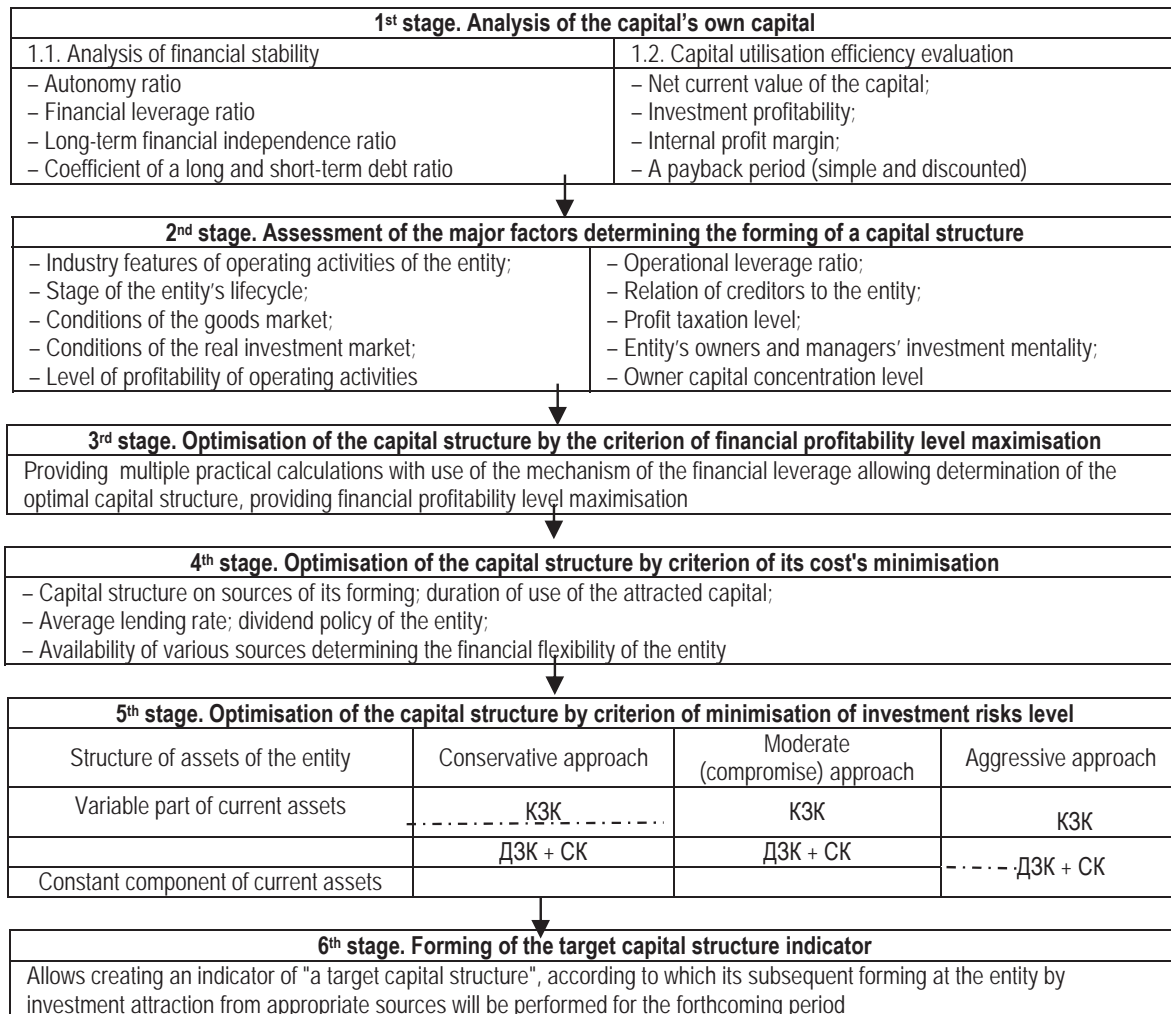 1st stage. Analysis of the capital's own capital
1.1. Analysis of financial stability
1.2. Capital utilisation efficiency evaluation
– Autonomy ratio
– Financial leverage ratio
– Long-term financial independence ratio
– Coefficient of a long and short-term debt ratio
– Net current value of the capital;
– Investment profitability;
– Internal profit margin;
– A payback period (simple and discounted)
2nd stage. Assessment of the major factors determining the forming of a capital structure
– Industry features of operating activities of the entity;
– Stage of the entity's lifecycle;
– Conditions of the goods market;
– Conditions of the real investment market;
– Level of profitability of operating activities
– Operational leverage ratio;
– Relation of creditors to the entity;
– Profit taxation level;
– Entity's owners and managers' investment mentality;
– Owner capital concentration level
3rd stage. Optimisation of the capital structure by the criterion of financial profitability level maximisation
Providing multiple practical calculations with use of the mechanism of the financial leverage allowing determination of the
optimal capital structure, providing financial profitability level maximisation
4th stage. Optimisation of the capital structure by criterion of its cost's minimisation
– Capital structure on sources of its forming; duration of use of the attracted capital;
– Average lending rate; dividend policy of the entity;
– Availability of various sources determining the financial flexibility of the entity
5th stage. Optimisation of the capital structure by criterion of minimisation of investment risks level
Structure of assets of the entity
Conservative approach
Moderate
(compromise) approach
Aggressive approach
Variable part of current assets
КЗК
КЗК
КЗК
ДЗК + СК
ДЗК + СК
ДЗК + СК
Constant component of current assets
6th stage. Forming of the target capital structure indicator
Allows creating an indicator of "a target capital structure", according to which its subsequent forming at the entity by
investment attraction from appropriate sources will be performed for the forthcoming period